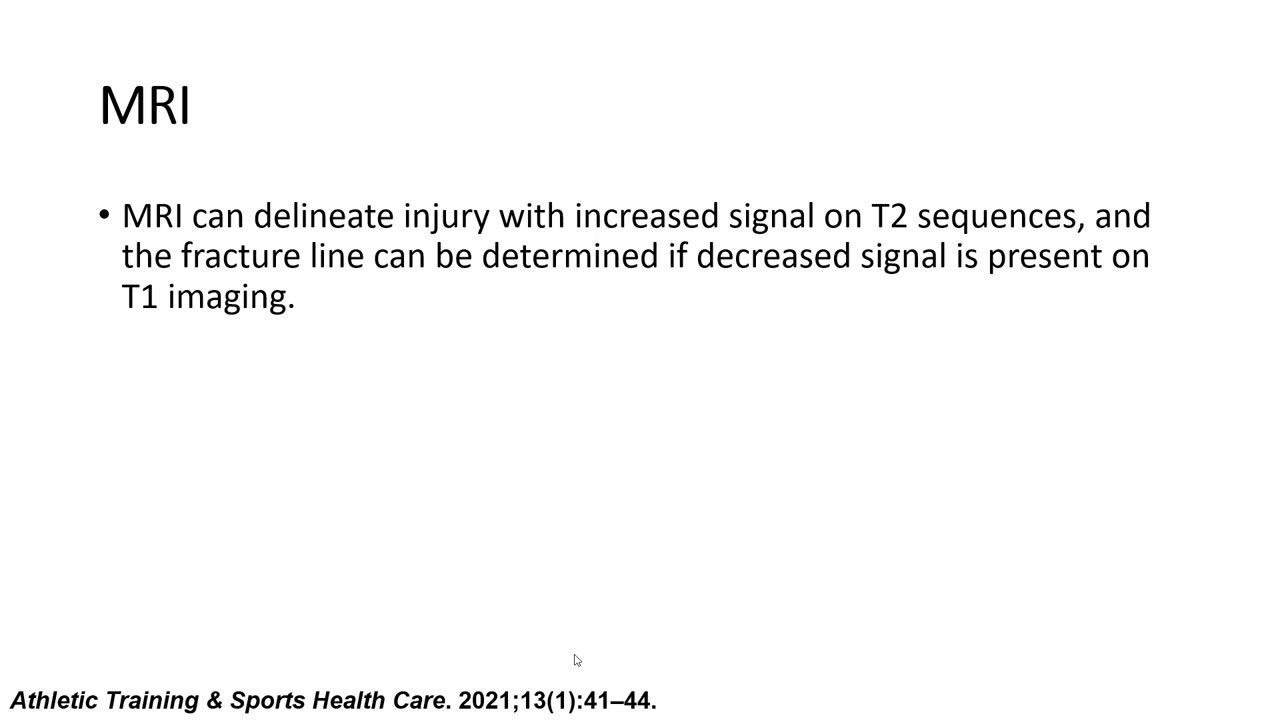 MRI
• MRI can delineate injury with increased signal on T2 sequences, and
the fracture line can be determined if decreased signal is present on
T1 imaging.
Athletic Training & Sports Health Care. 2021;13(1):41–44.